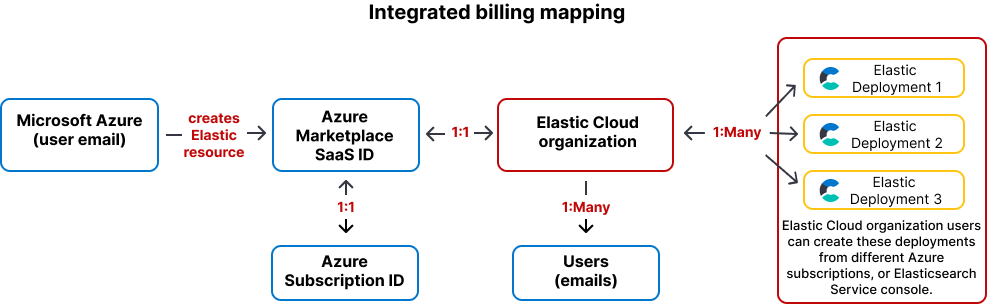 Integrated billing mapping
Microsoft Azure
(user email)
creates
Elastic
resource
Azure
Marketplace
SaaS ID
1:1
Elastic Cloud
organization
1:Many
Elastic
Deployment 1
Elastic
Deployment 2
Elastic
Deployment 3
Elastic Cloud organization users
can create these deployments
from different Azure
subscriptions, or Elasticsearch
Service console.
1:1
Azure
Subscription ID
1:Many
Users
(emails)